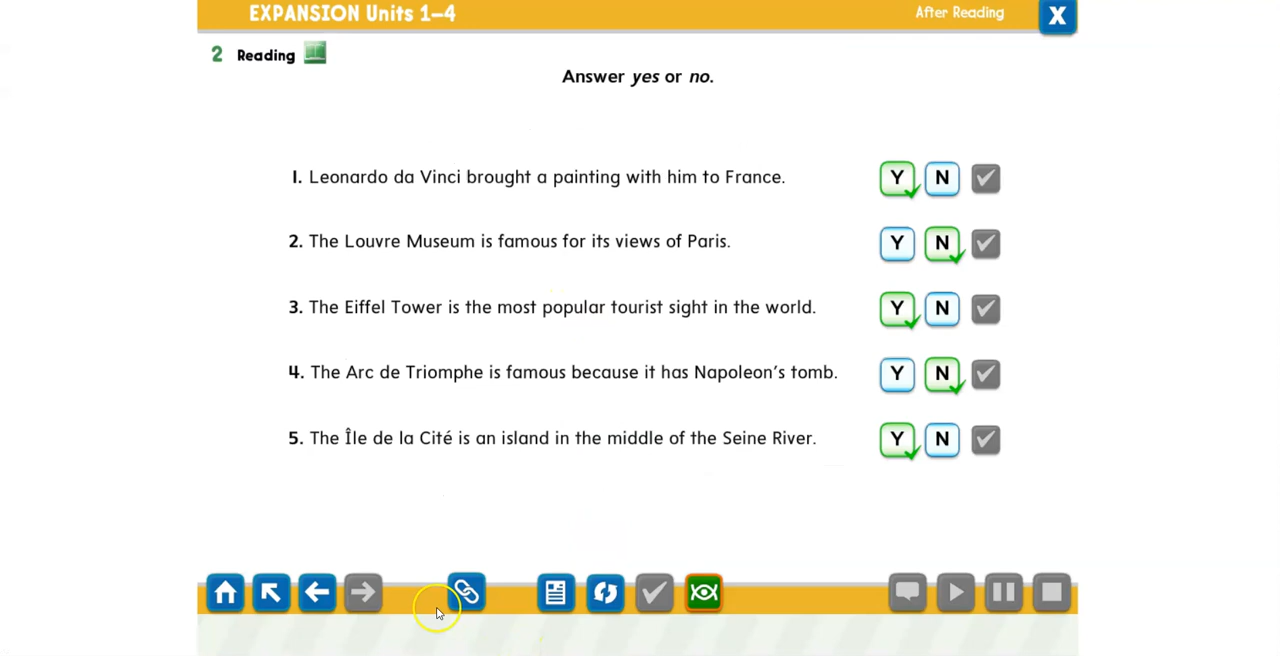 EXPANSION Units 1–4
After Reading
X
2 Reading
Answer yes or no.
1. Leonardo da Vinci brought a painting with him to France. Y N
2. The Louvre Museum is famous for its views of Paris. Y N
3. The Eiffel Tower is the most popular tourist sight in the world. Y N
4. The Arc de Triomphe is famous because it has Napoleon's tomb. Y N
5. The Île de la Cité is an island in the middle of the Seine River. Y N